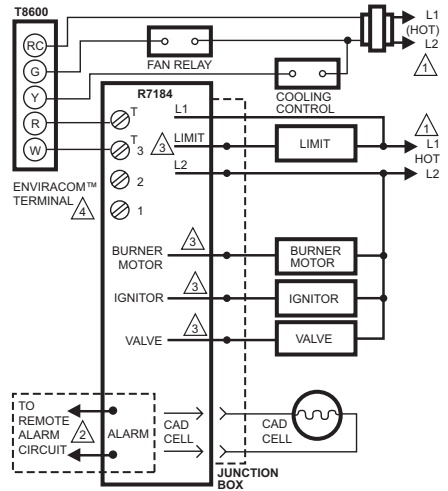 T8600
RC
G
Y
R
W
FAN RELAY
COOLING
CONTROL
L1
(HOT)
L2
1
R7184
T
T
3
2
1
ENVIRACOM™
TERMINAL
4
L1
LIMIT
3
L2
LIMIT
1
L1
HOT
L2
BURNER
MOTOR
3
BURNER
MOTOR
IGNITOR
3
IGNITOR
VALVE
3
VALVE
TO
REMOTE
ALARM
CIRCUIT
2
ALARM
CAD
CELL
CAD
CELL
JUNCTION
BOX